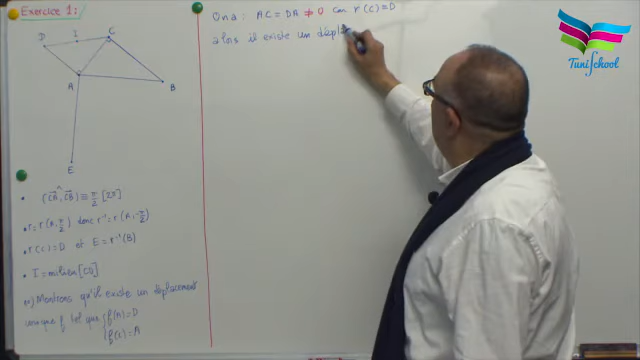 Exercice 1:
D I C
A B
E
• (CA, CB) ≡ π/2 [2π]
• r = r(A, π/2) donc r⁻¹ = r(A, -π/2)
• r(C) = D et E = r⁻¹(B)
• I = milieu [CD]
Montrons qu'il existe un déplacement
unique f tel que { f(A) = D
f(C) = A
On a : AC = DA ≠ 0 car r(C) = D
alors il existe un dépla
TuniSchool